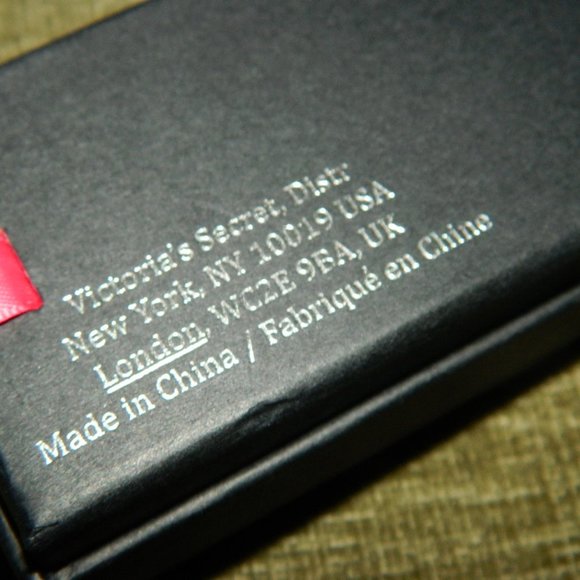 Victoria's Secret, Distr
New York, NY 10019 USA
London, WC2E 9BA, UK
Made in China / Fabriqué en Chine